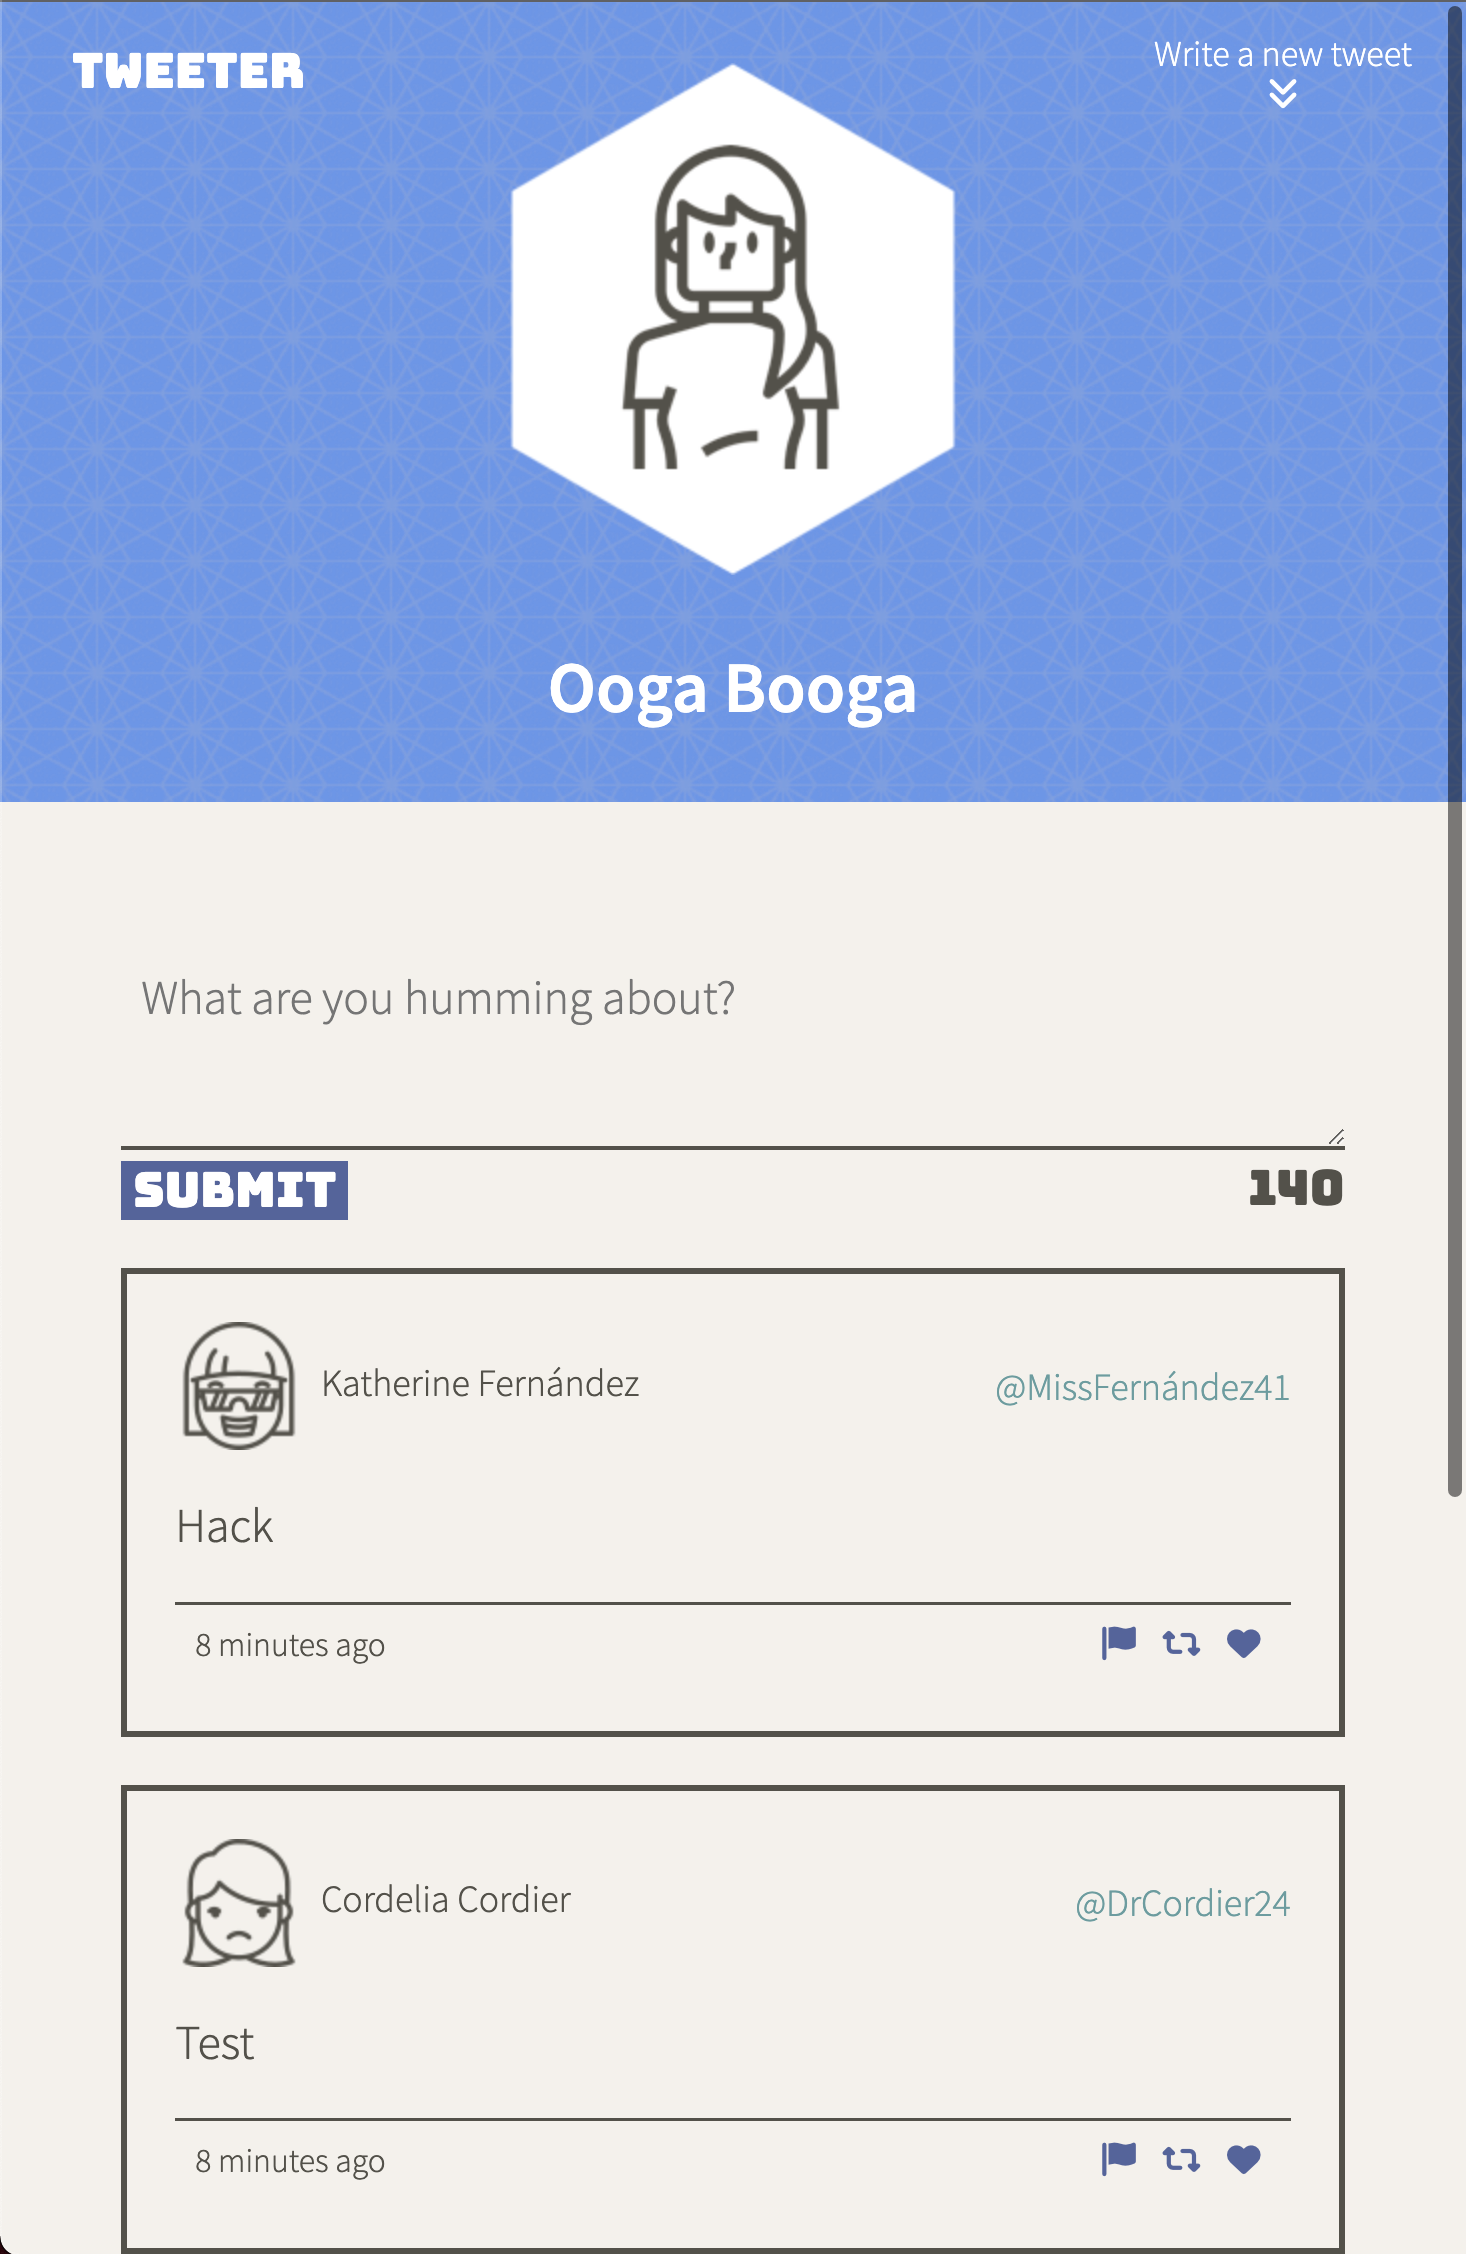 TWEETER
Write a new tweet
Ooga Booga
What are you humming about?
SUBMIT
140
Katherine Fernández
@MissFernández41
Hack
8 minutes ago
Cordelia Cordier
@DrCordier24
Test
8 minutes ago